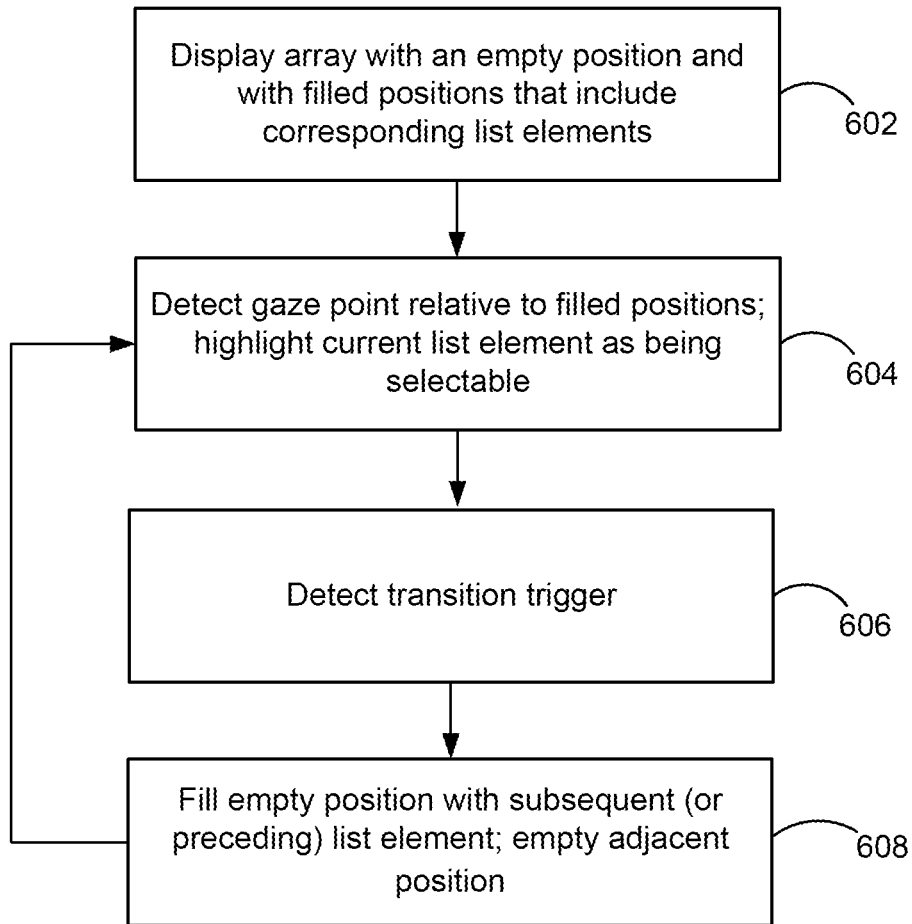 Display array with an empty position and
with filled positions that include
corresponding list elements
602
Detect gaze point relative to filled positions;
highlight current list element as being
selectable
604
Detect transition trigger
606
Fill empty position with subsequent (or
preceding) list element; empty adjacent
position
608